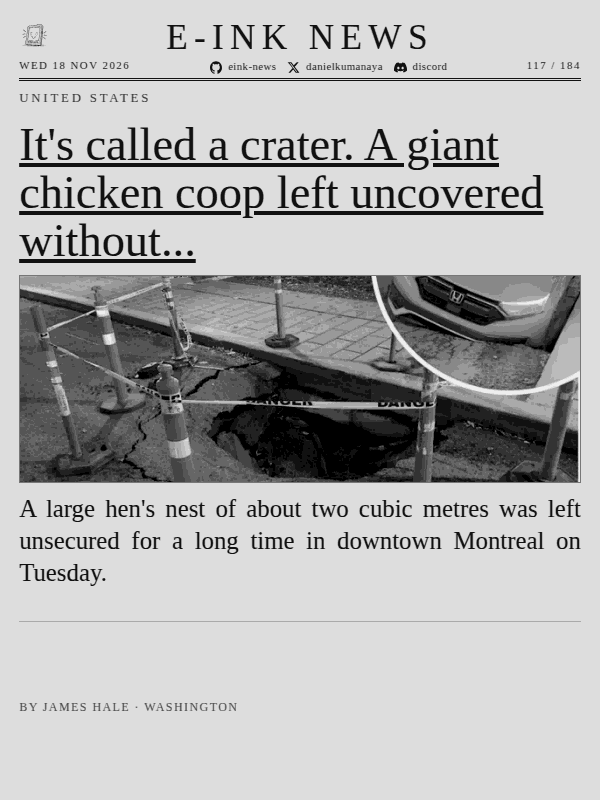 E-INK NEWS
WED 18 NOV 2026
eink-news danielkumanaya discord
117 / 184
UNITED STATES
It's called a crater. A giant
chicken coop left uncovered
without...
DANGER DANGE
A large hen's nest of about two cubic metres was left
unsecured for a long time in downtown Montreal on
Tuesday.
BY JAMES HALE · WASHINGTON